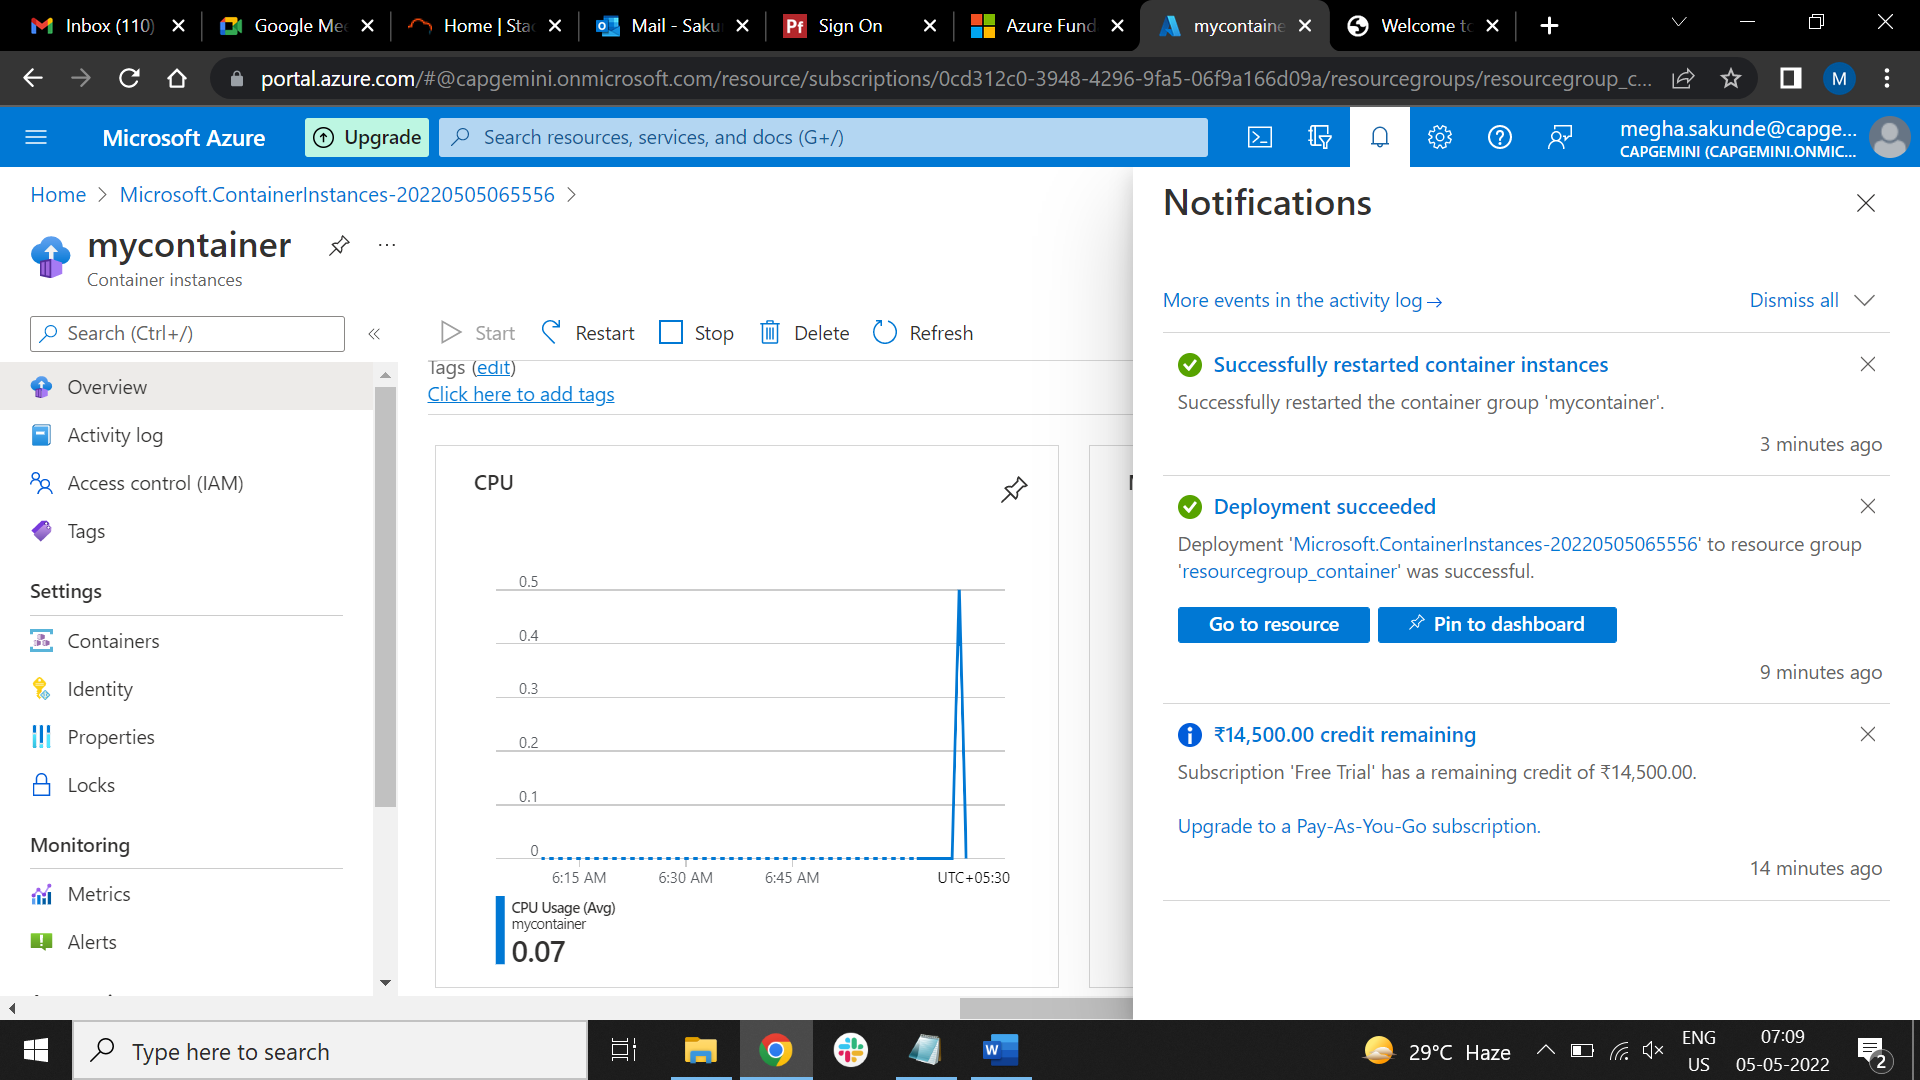 Inbox (110)
Google Me
Home | Sta
Mail - Saku
Sign On
Azure Fund
mycontaine
Welcome to
portal.azure.com/#@capgemini.onmicrosoft.com/resource/subscriptions/0cd312c0-3948-4296-9fa5-06f9a166d09a/resourcegroups/resourcegroup_c...
M
Microsoft Azure
Upgrade
Search resources, services, and docs (G+/)
megha.sakunde@capge...
CAPGEMINI (CAPGEMINI.ONMIC...
Home > Microsoft.ContainerInstances-20220505065556 >
mycontainer
...
Container instances
Search (Ctrl+/)
«
Overview
Activity log
Access control (IAM)
Tags
Settings
Containers
Identity
Properties
Locks
Monitoring
Metrics
Alerts
Start
Restart
Stop
Delete
Refresh
Tags (edit)
Click here to add tags
CPU
0.5
0.4
0.3
0.2
0.1
0
6:15 AM
6:30 AM
6:45 AM
UTC+05:30
CPU Usage (Avg)
mycontainer
0.07
Notifications
More events in the activity log →
Dismiss all
Successfully restarted container instances
Successfully restarted the container group 'mycontainer'.
3 minutes ago
Deployment succeeded
Deployment 'Microsoft.ContainerInstances-20220505065556' to resource group
'resourcegroup_container' was successful.
Go to resource
Pin to dashboard
9 minutes ago
₹14,500.00 credit remaining
Subscription 'Free Trial' has a remaining credit of ₹14,500.00.
Upgrade to a Pay-As-You-Go subscription.
14 minutes ago
Type here to search
29°C Haze
ENG
US
07:09
05-05-2022
2